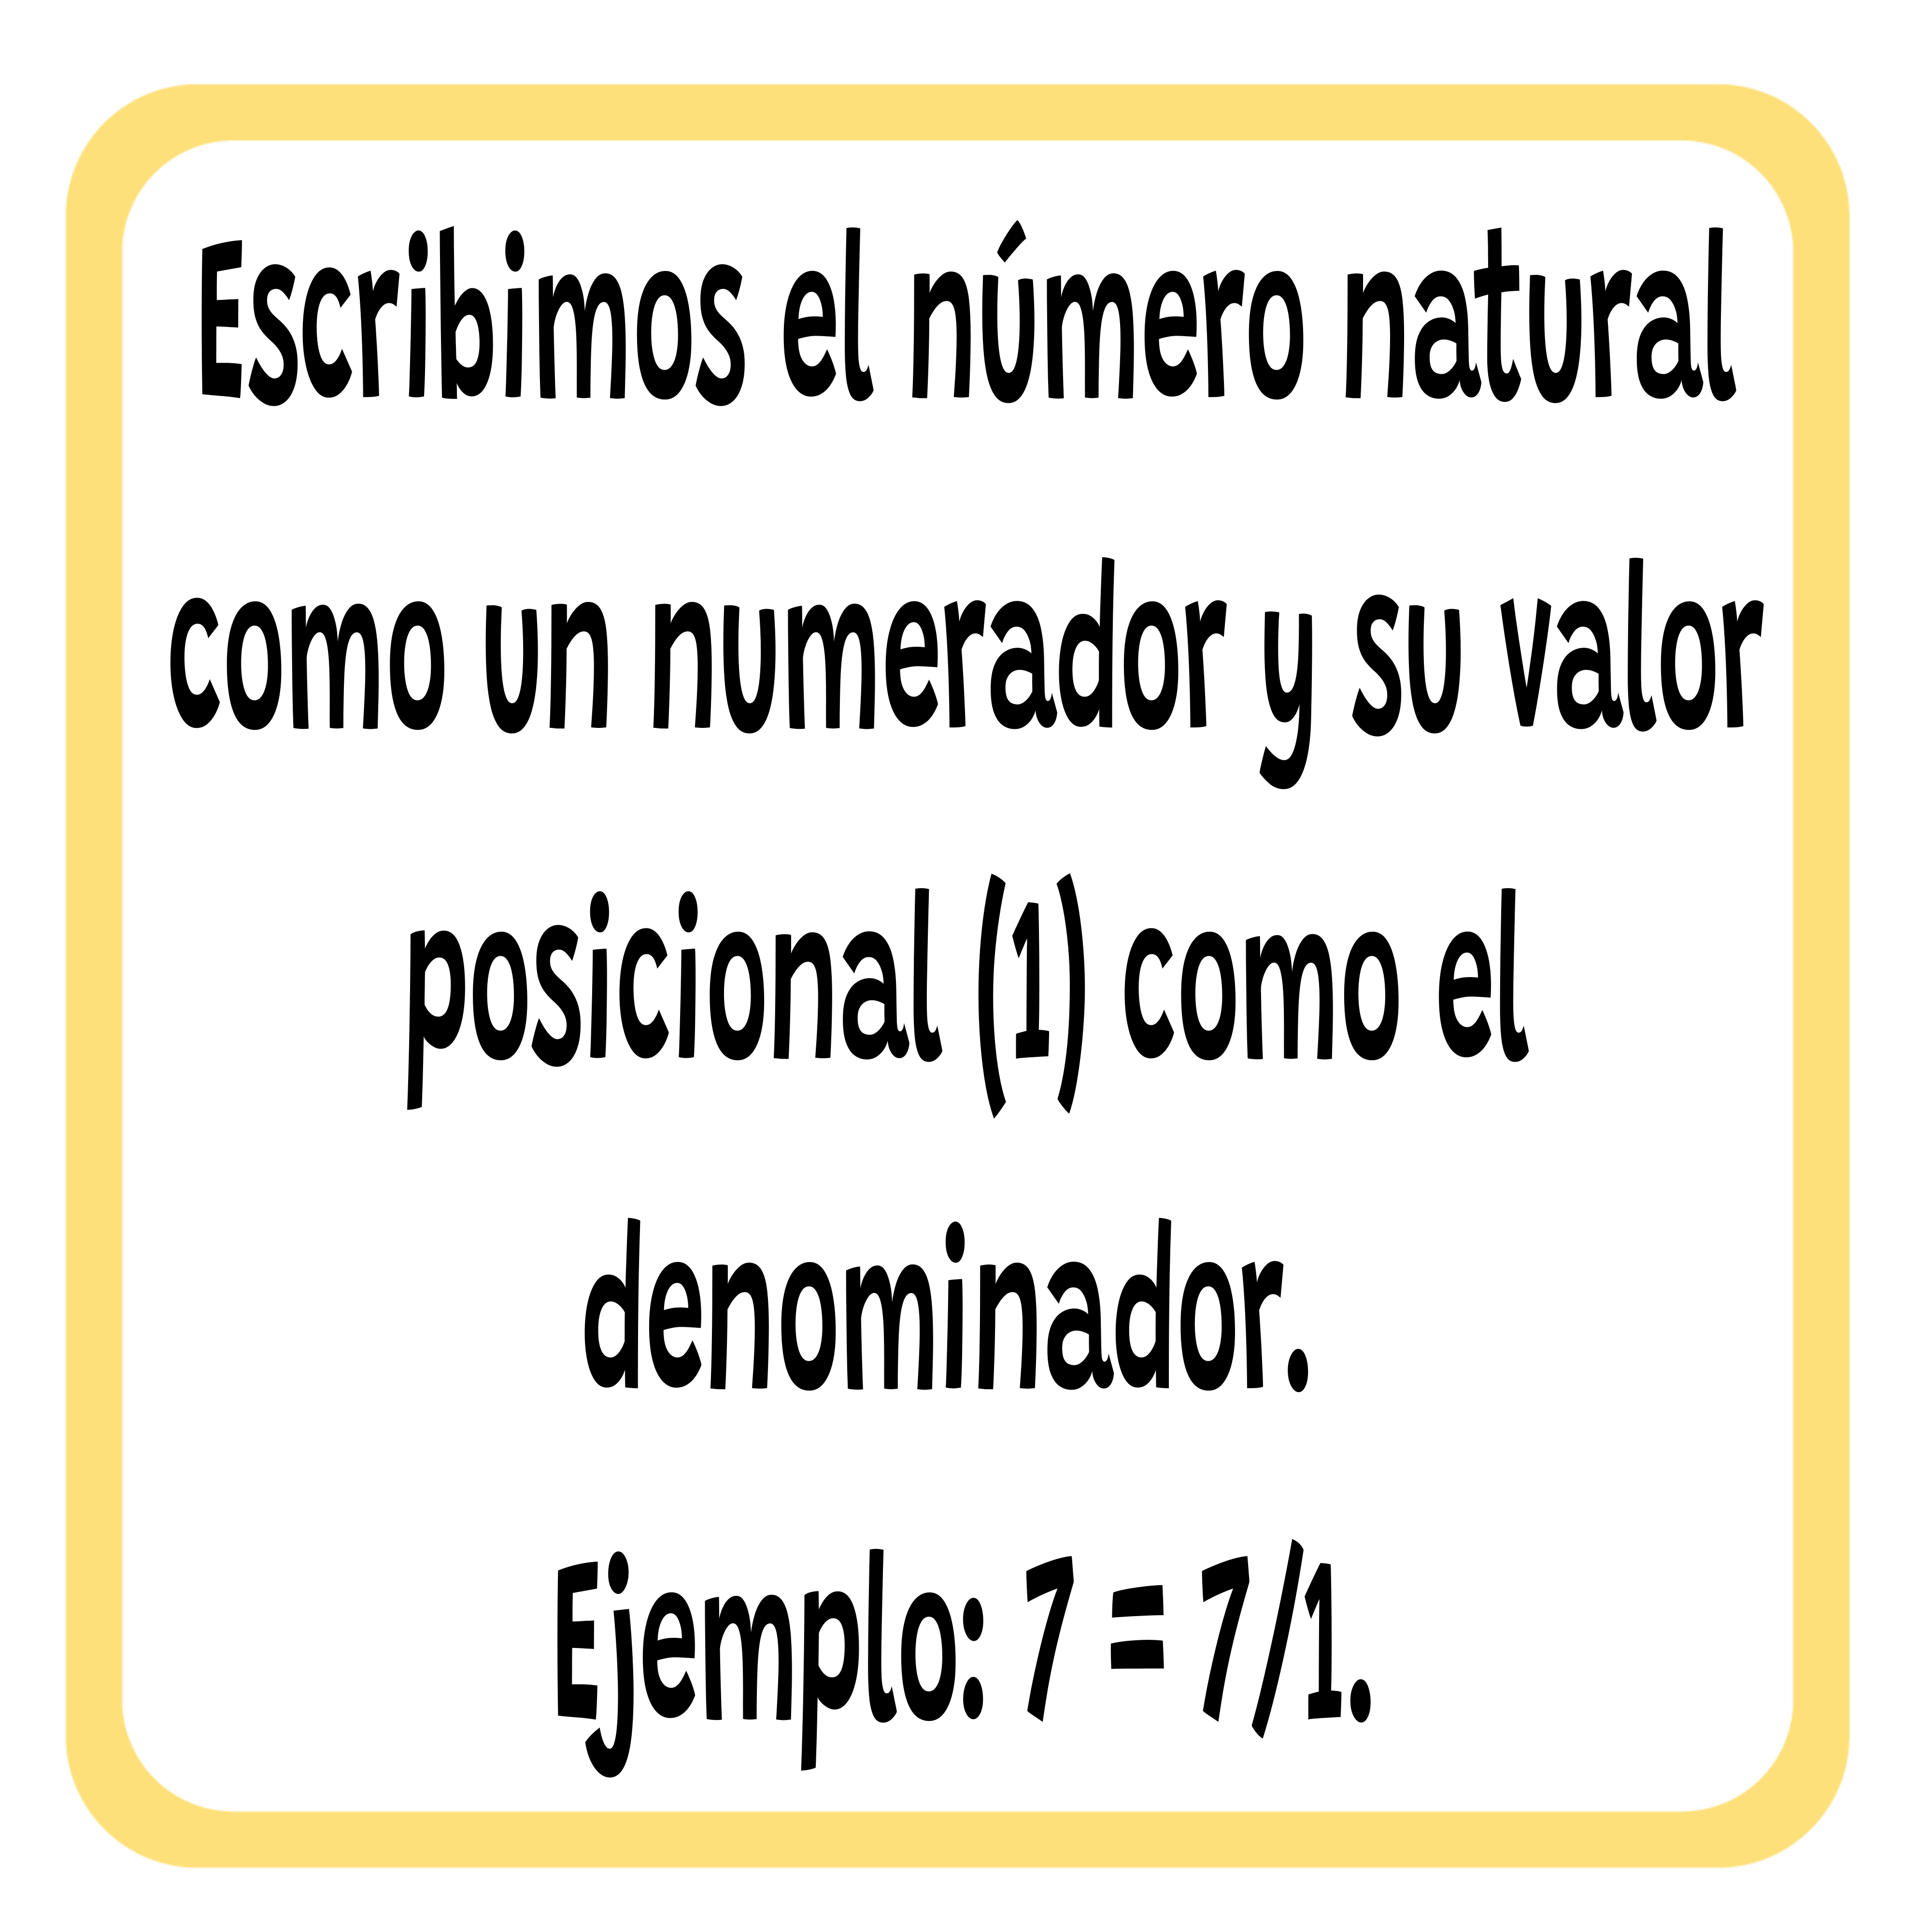 Escribimos el número natural
como un numerador y su valor
posicional (1) como el
denominador.
Ejemplo: 7 = 7/1.